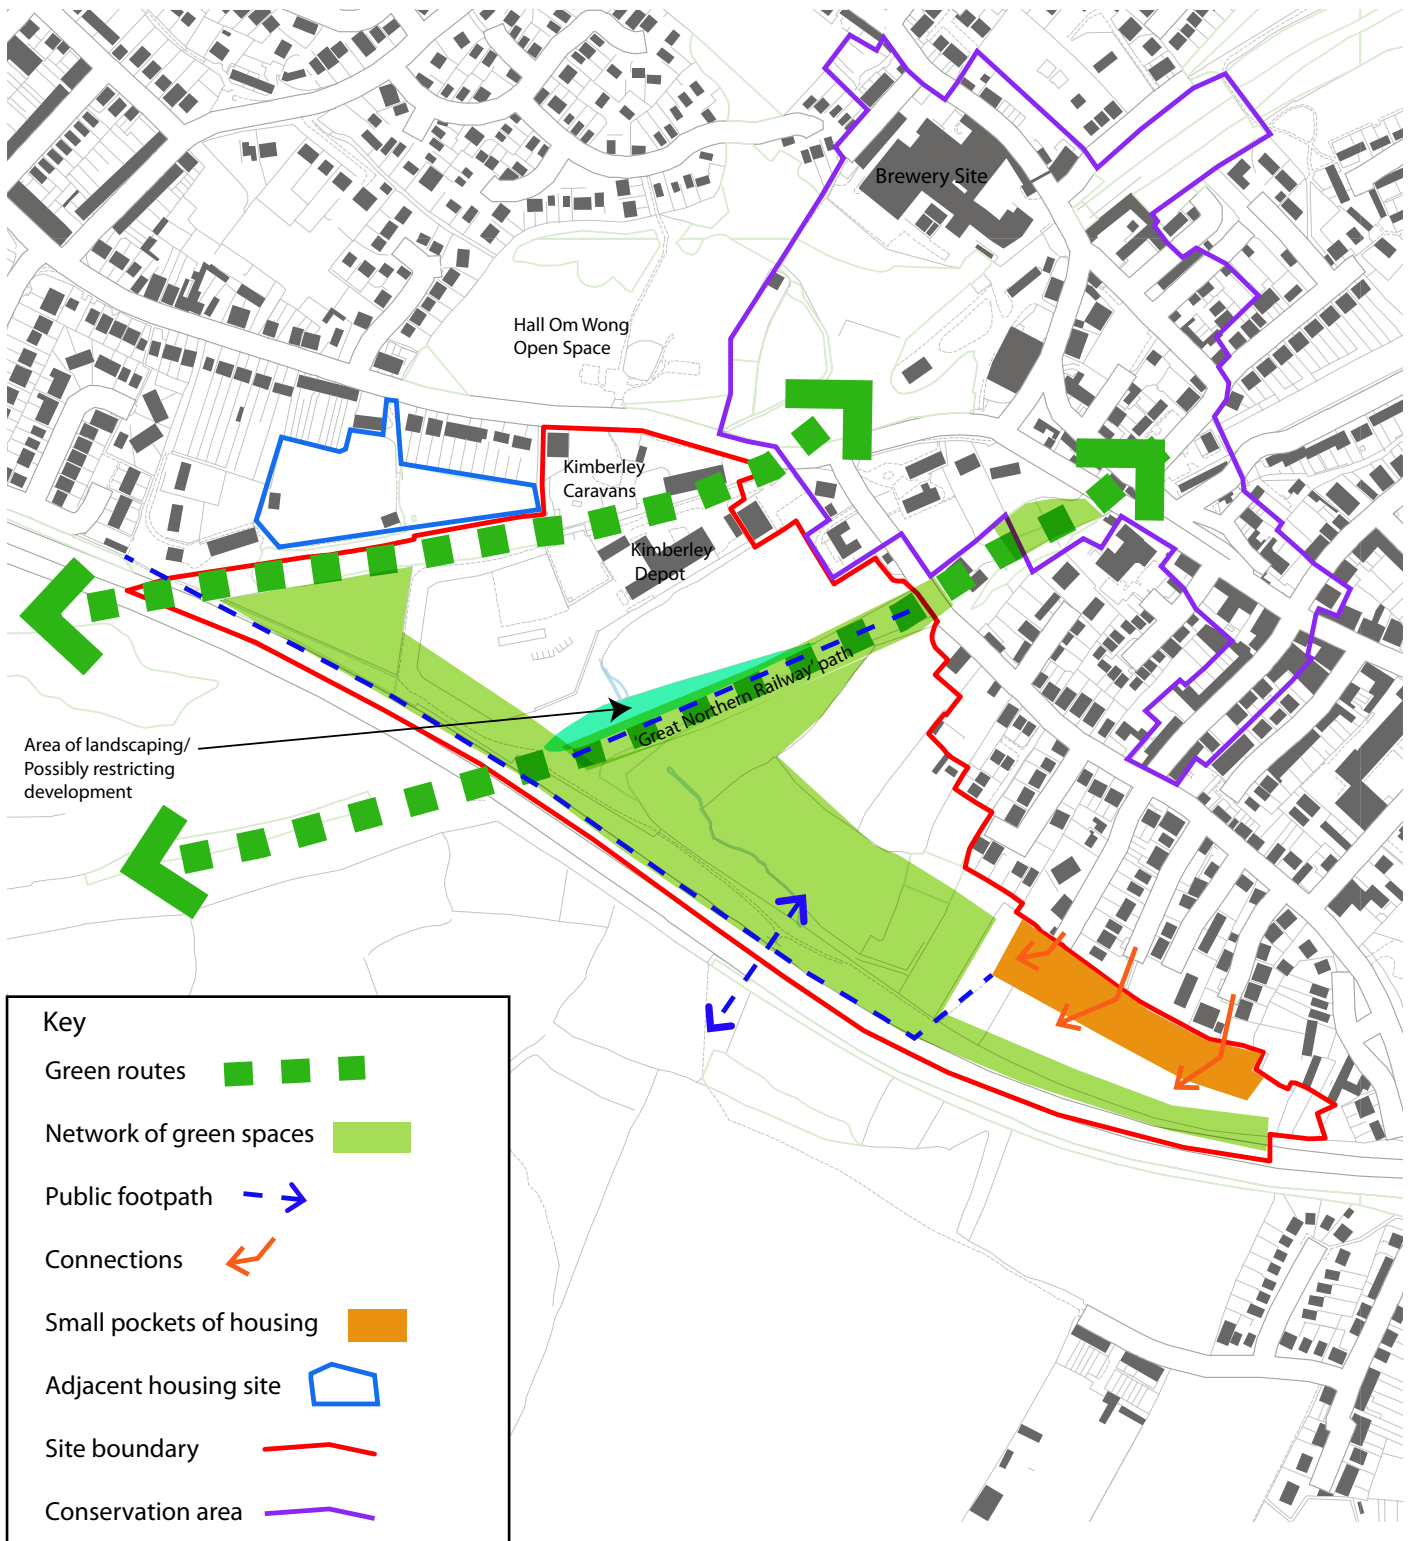 Brewery Site
Hall Om Wong
Open Space
Kimberley
Caravans
Kimberley
Depot
'Great Northern Railway' path
Area of landscaping/
Possibly restricting
development
Key
Green routes
Network of green spaces
Public footpath
Connections
Small pockets of housing
Adjacent housing site
Site boundary
Conservation area